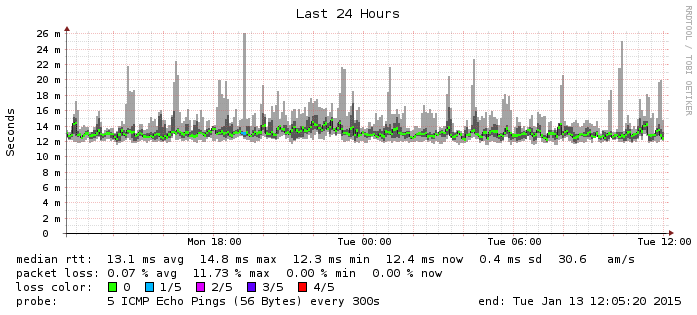 Last 24 Hours
RRDTOOL / TOBI OETIKER
Seconds
26 m
24 m
22 m
20 m
18 m
16 m
14 m
12 m
10 m
8 m
6 m
4 m
2 m
0
Mon 18:00 Tue 00:00 Tue 06:00 Tue 12:00
median rtt: 13.1 ms avg 14.8 ms max 12.3 ms min 12.4 ms now 0.4 ms sd 30.6 am/s
packet loss: 0.07 % avg 11.73 % max 0.00 % min 0.00 % now
loss color: 0 1/5 2/5 3/5 4/5
probe: 5 ICMP Echo Pings (56 Bytes) every 300s end: Tue Jan 13 12:05:20 2015